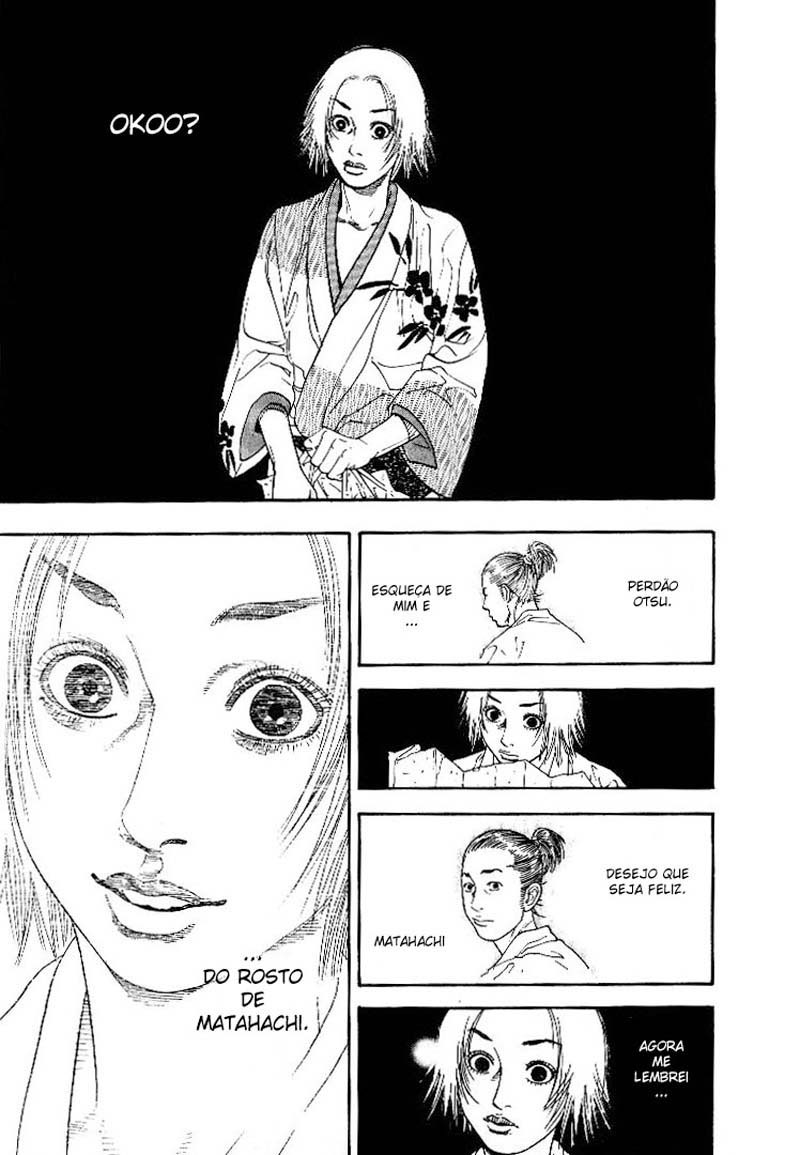 OKOO?
PERDÃO
OTSU.
ESQUEÇA DE
MIM E
...
DESEJO QUE
SEJA FELIZ.
MATAHACHI
AGORA
ME
LEMBREI
...
...
DO ROSTO
DE
MATAHACHI.